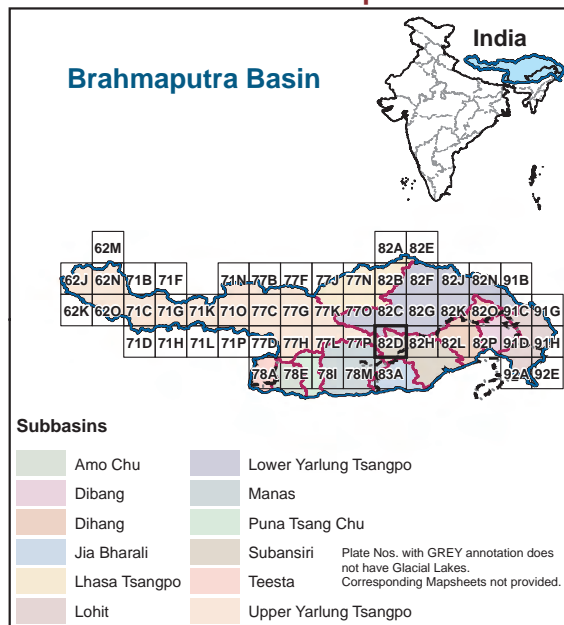 India
Brahmaputra Basin
62M 82A 82E
62J 62N 71B 71F 71N 77B 77F 77J 77N 82B 82F 82J 82N 91B
62K 62O 71C 71G 71K 71O 77C 77G 77K 77O 82C 82G 82K 82O 91C 91G
71D 71H 71L 71P 77D 77H 77L 77P 82D 82H 82L 82P 91D 91H
78A 78E 78I 78M 83A 92A 92E
Subbasins
Amo Chu
Dibang
Dihang
Jia Bharali
Lhasa Tsangpo
Lohit
Lower Yarlung Tsangpo
Manas
Puna Tsang Chu
Subansiri
Teesta
Upper Yarlung Tsangpo
Plate Nos. with GREY annotation does
not have Glacial Lakes.
Corresponding Mapsheets not provided.